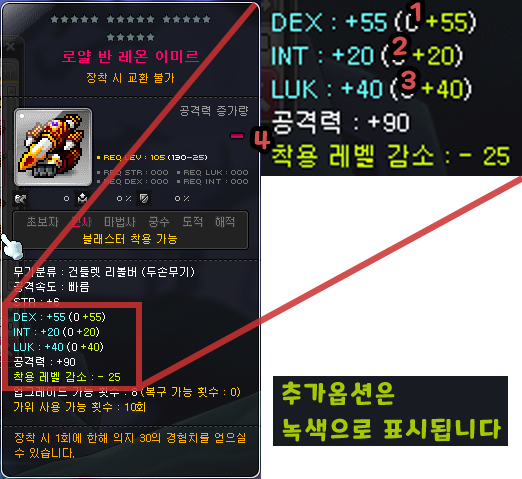 로얄 반 레온 이미르
장착 시 교환 불가
공격력 증가량
REQ LEV : 105 (130-25)
REQ STR : 000 REQ LUK : 000
REQ DEX : 000 REQ INT : 000
0 0 % 0 %
초보자 전사 마법사 궁수 도적 해적
블래스터 착용 가능
무기분류 : 건틀렛 리볼버 (두손무기)
공격속도 : 빠름
STR : +6
DEX : +55 (0 +55)
INT : +20 (0 +20)
LUK : +40 (0 +40)
공격력 : +90
착용 레벨 감소 : - 25
업그레이드 가능 횟수 : 8 (복구 가능 횟수 : 0)
가위 사용 가능 횟수 : 10회
장착 시 1회에 한해 의지 30의 경험치를 얻으실
수 있습니다.
DEX : +55 (0 +55) 1
INT : +20 (0 +20) 2
LUK : +40 (0 +40) 3
공격력 : +90
4 착용 레벨 감소 : - 25
추가옵션은
녹색으로 표시됩니다